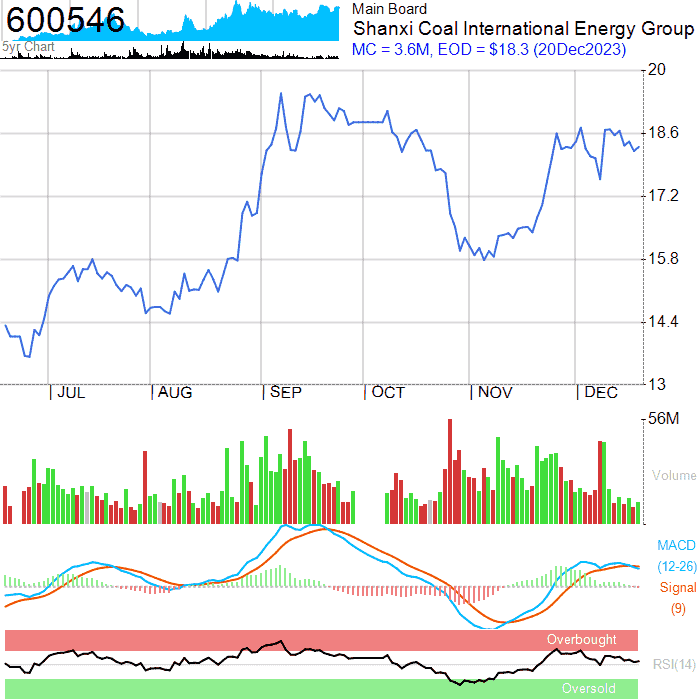 600546
5yr Chart
Main Board
Shanxi Coal International Energy Group
MC = 3.6M, EOD = $18.3 (20Dec2023)
20
18.6
17.2
15.8
14.4
13
JUL AUG SEP OCT NOV DEC
56M
Volume
MACD
(12-26)
Signal
(9)
Overbought
RSI(14)
Oversold